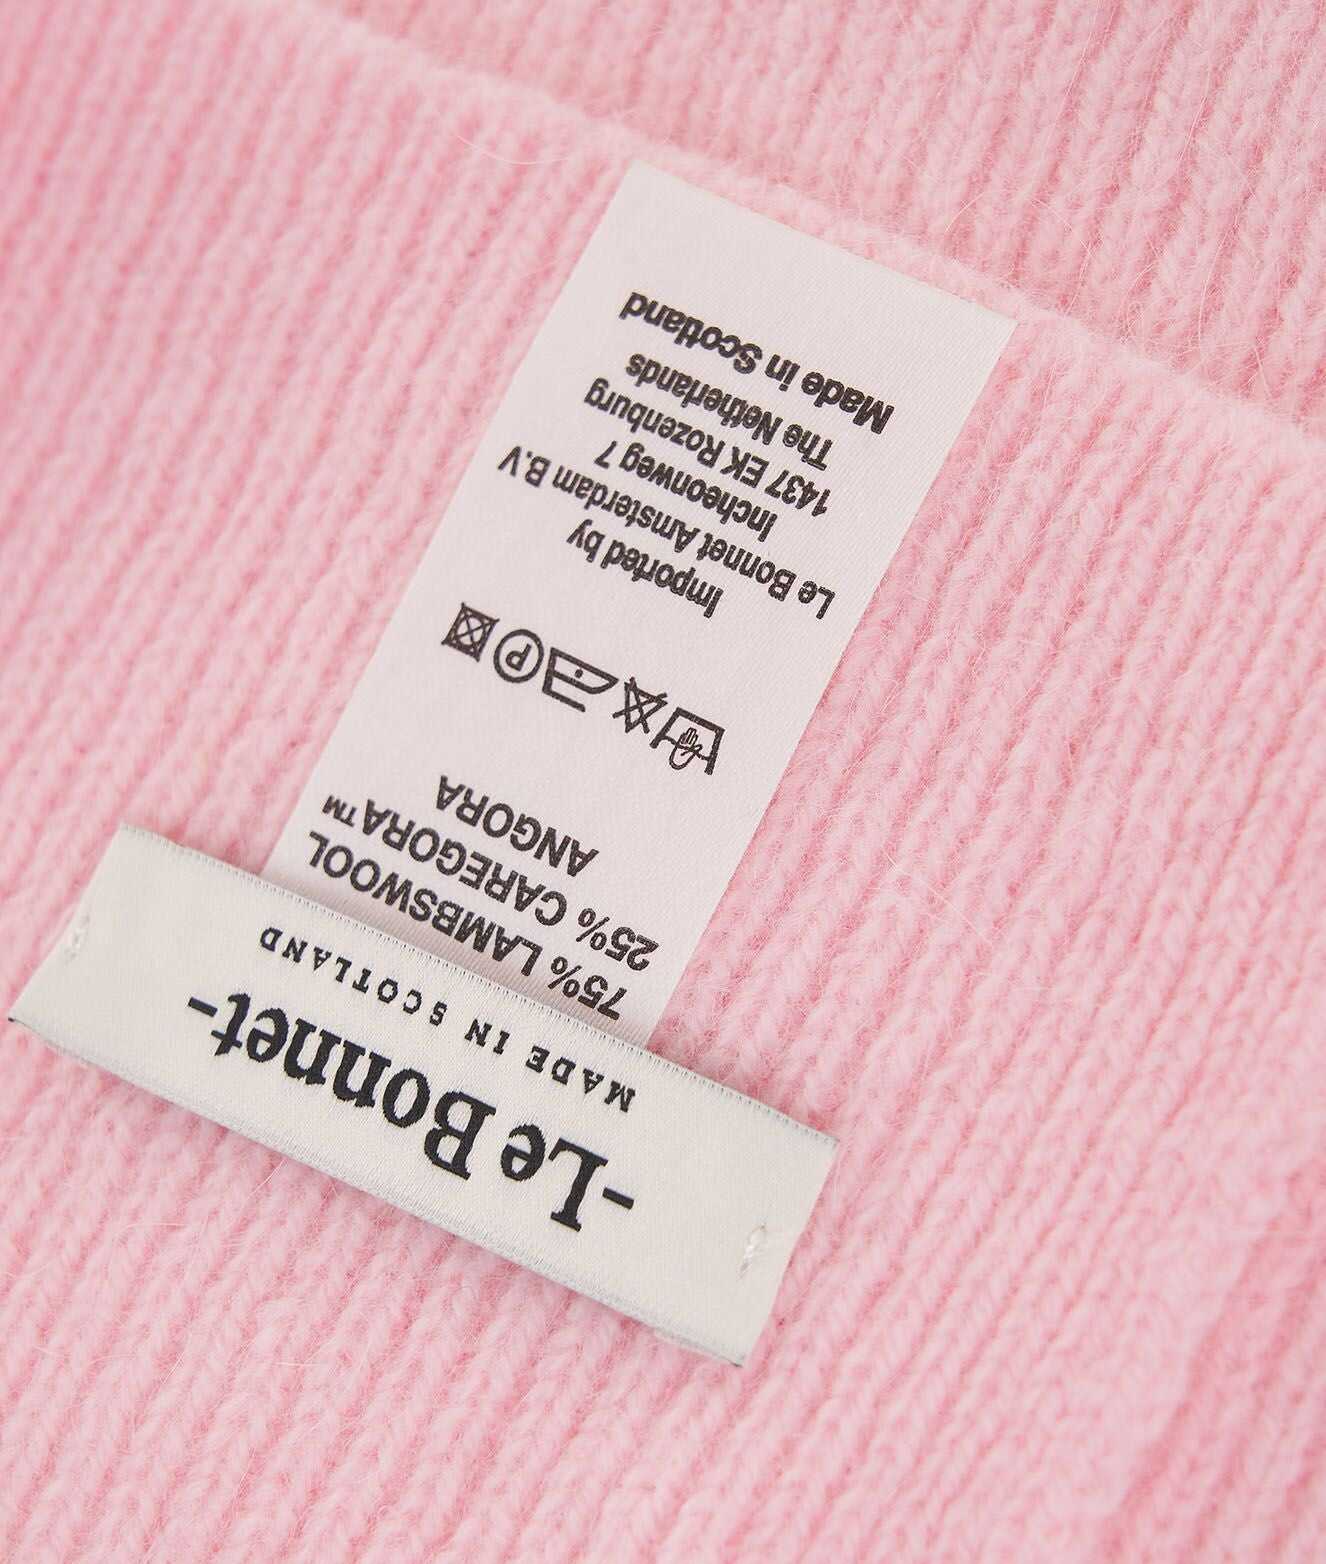 -Le Bonnet-
MADE IN SCOTLAND
75% LAMBSWOOL
25% CAREGORA™
ANGORA
P
Imported by
Le Bonnet Amsterdam B.V
Incheonweg 7
1437 EK Rozenburg
The Netherlands
Made in Scotland